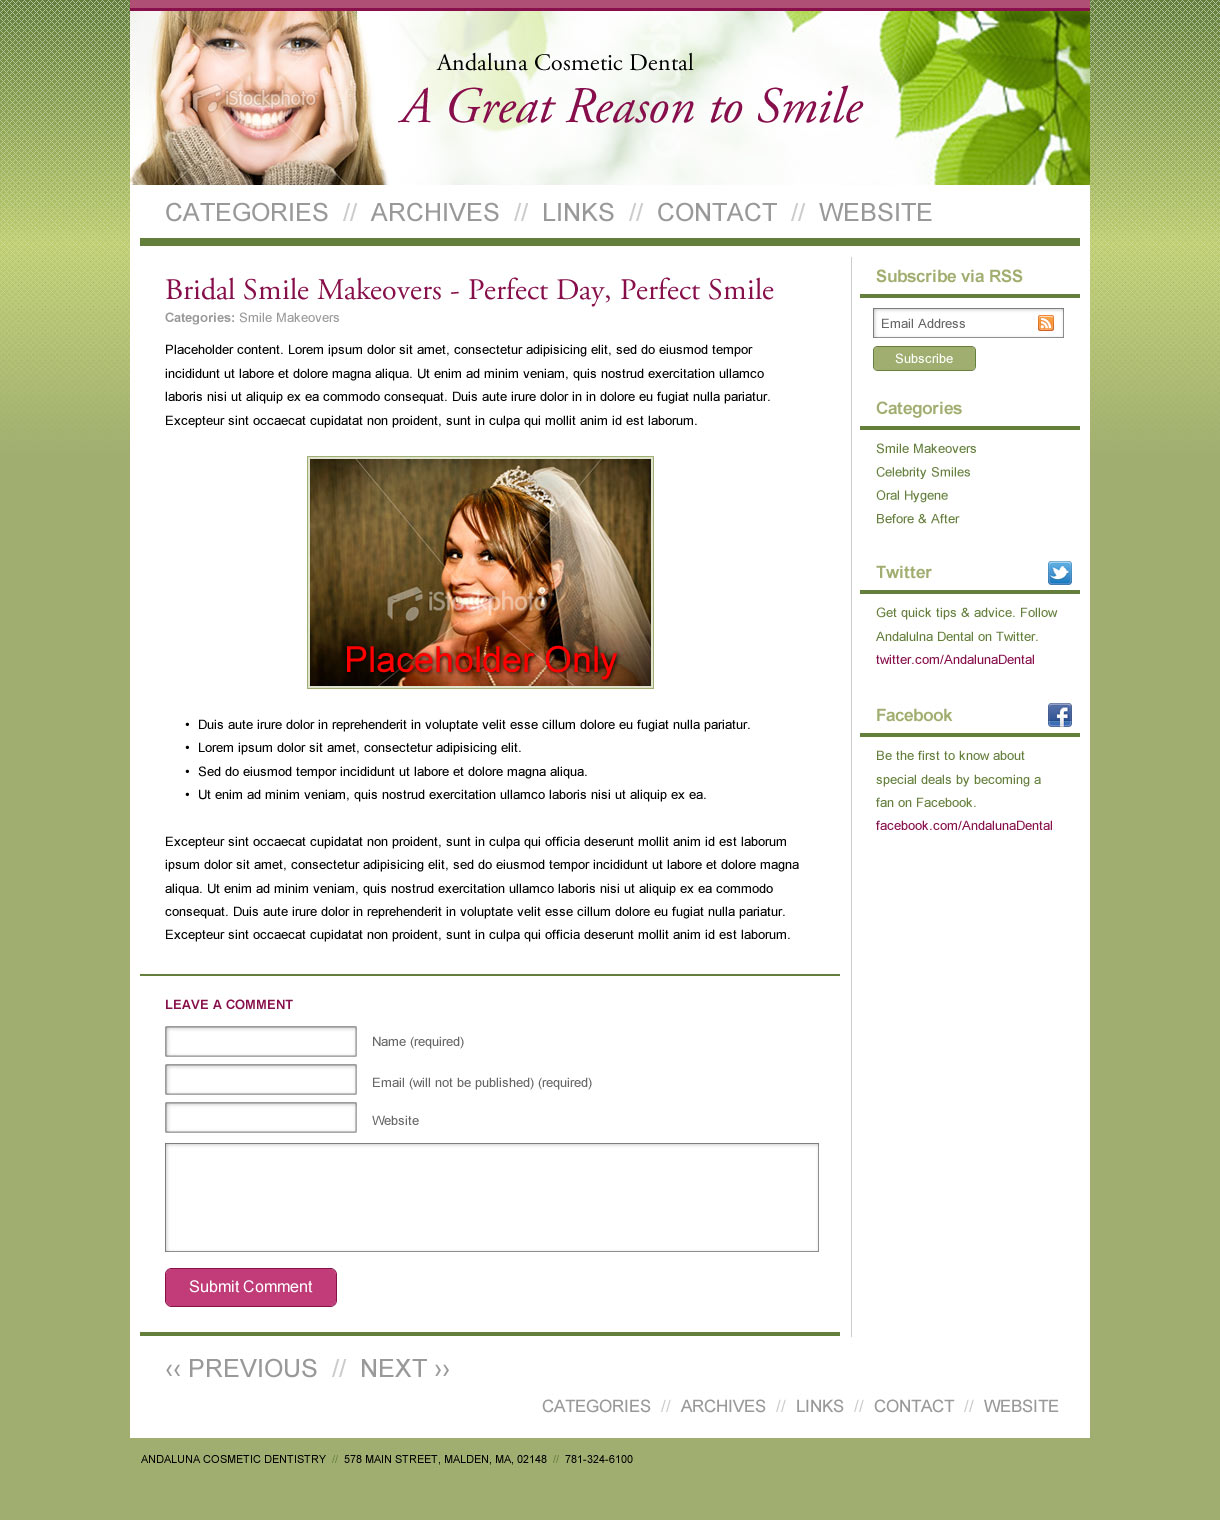 iStockphoto
Andaluna Cosmetic Dental
A Great Reason to Smile
CATEGORIES // ARCHIVES // LINKS // CONTACT // WEBSITE
Bridal Smile Makeovers - Perfect Day, Perfect Smile
Categories: Smile Makeovers
Placeholder content. Lorem ipsum dolor sit amet, consectetur adipisicing elit, sed do eiusmod tempor
incididunt ut labore et dolore magna aliqua. Ut enim ad minim veniam, quis nostrud exercitation ullamco
laboris nisi ut aliquip ex ea commodo consequat. Duis aute irure dolor in in dolore eu fugiat nulla pariatur.
Excepteur sint occaecat cupidatat non proident, sunt in culpa qui mollit anim id est laborum.
iStockphoto
Placeholder Only
• Duis aute irure dolor in reprehenderit in voluptate velit esse cillum dolore eu fugiat nulla pariatur.
• Lorem ipsum dolor sit amet, consectetur adipisicing elit.
• Sed do eiusmod tempor incididunt ut labore et dolore magna aliqua.
• Ut enim ad minim veniam, quis nostrud exercitation ullamco laboris nisi ut aliquip ex ea.
Excepteur sint occaecat cupidatat non proident, sunt in culpa qui officia deserunt mollit anim id est laborum
ipsum dolor sit amet, consectetur adipisicing elit, sed do eiusmod tempor incididunt ut labore et dolore magna
aliqua. Ut enim ad minim veniam, quis nostrud exercitation ullamco laboris nisi ut aliquip ex ea commodo
consequat. Duis aute irure dolor in reprehenderit in voluptate velit esse cillum dolore eu fugiat nulla pariatur.
Excepteur sint occaecat cupidatat non proident, sunt in culpa qui officia deserunt mollit anim id est laborum.
LEAVE A COMMENT
Name (required)
Email (will not be published) (required)
Website
Submit Comment
‹‹ PREVIOUS // NEXT ››
Subscribe via RSS
Email Address
Subscribe
Categories
Smile Makeovers
Celebrity Smiles
Oral Hygene
Before & After
Twitter
Get quick tips & advice. Follow
Andalulna Dental on Twitter.
twitter.com/AndalunaDental
Facebook
Be the first to know about
special deals by becoming a
fan on Facebook.
facebook.com/AndalunaDental
CATEGORIES // ARCHIVES // LINKS // CONTACT // WEBSITE
ANDALUNA COSMETIC DENTISTRY // 578 MAIN STREET, MALDEN, MA, 02148 // 781-324-6100